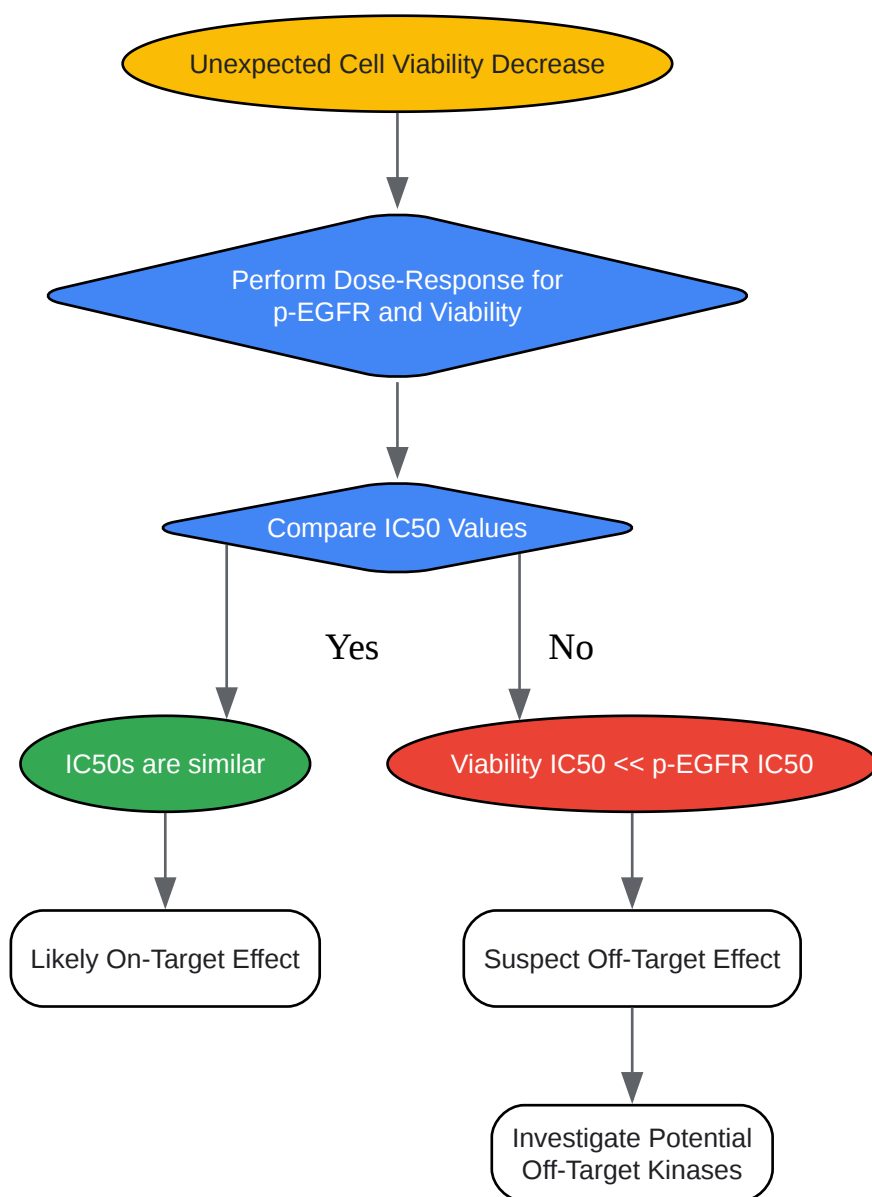 Unexpected Cell Viability Decrease
Perform Dose-Response for
p-EGFR and Viability
Compare IC50 Values
Yes
No
IC50s are similar
Viability IC50 << p-EGFR IC50
Likely On-Target Effect
Suspect Off-Target Effect
Investigate Potential
Off-Target Kinases